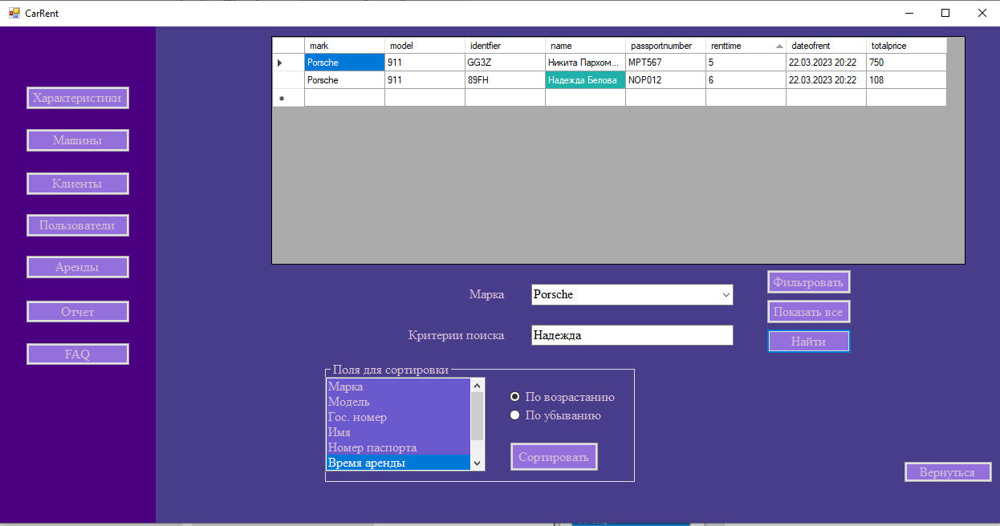 CarRent
mark model identfier name passportnumber renttime dateofrent totalprice
Porsche 911 GG3Z Никита Пархом... MPT567 5 22.03.2023 20:22 750
Porsche 911 89FH Надежда Белова NOP012 6 22.03.2023 20:22 108
Характеристики
Машины
Клиенты
Пользователи
Аренды
Отчет
FAQ
Марка Porsche
Критерии поиска Надежда
Фильтровать
Показать все
Найти
Поля для сортировки
Марка
Модель
Гос. номер
Имя
Номер паспорта
Время аренды
По возрастанию
По убыванию
Сортировать
Вернуться